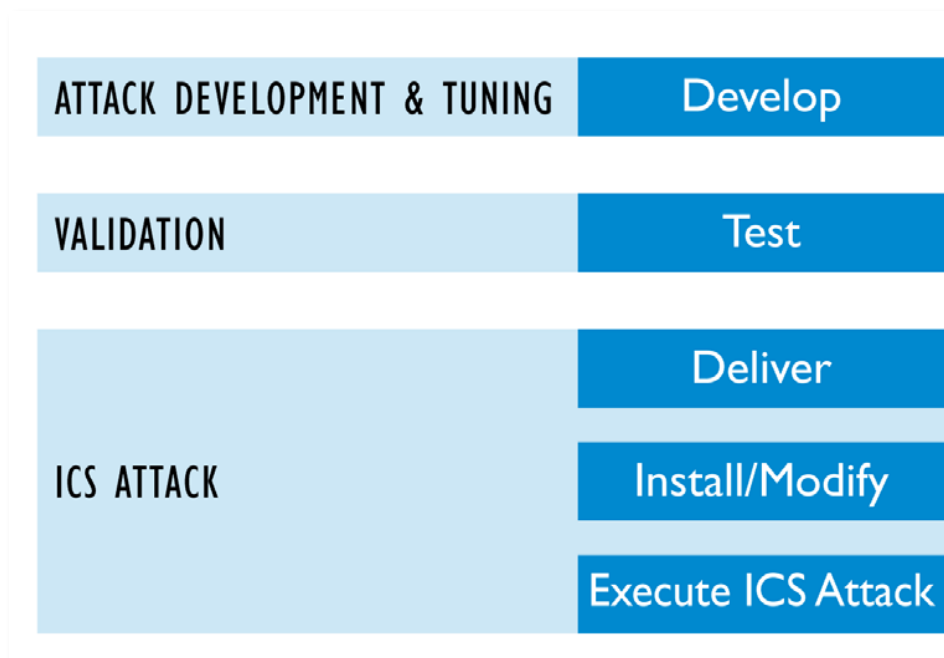 ATTACK DEVELOPMENT & TUNING
Develop
VALIDATION
Test
ICS ATTACK
Deliver
Install/Modify
Execute ICS Attack